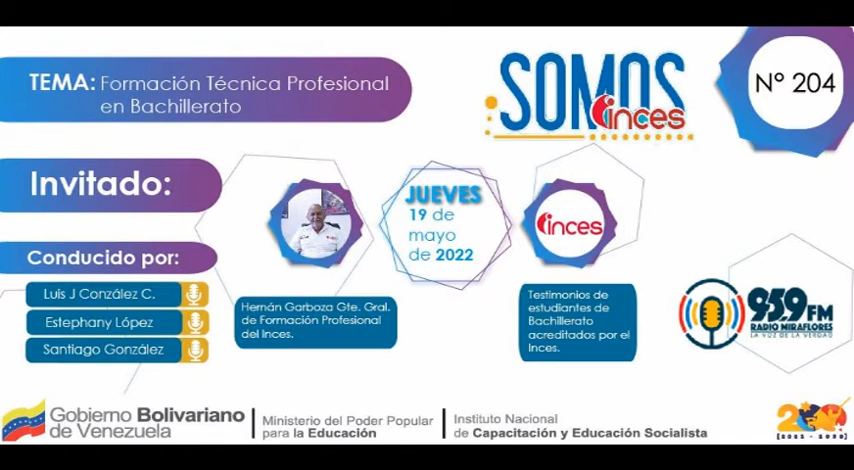 TEMA: Formación Técnica Profesional
en Bachillerato
SOMOS
inces
N° 204
Invitado:
JUEVES
19 de
mayo
de 2022
inces
Conducido por:
Luis J Conzález C.
Estephany López
Santiago González
Hernán Garboza Gte. Gral.
de Formación Profesional
del Inces.
Testimonios de
estudiantes de
Bachillerato
acreditados por el
Inces.
95.9 FM
RADIO MIRAFLORES
LA VOZ DE LA VERDAD
Gobierno Bolivariano
de Venezuela
Ministerio del Poder Popular
para la Educación
Instituto Nacional
de Capacitación y Educación Socialista